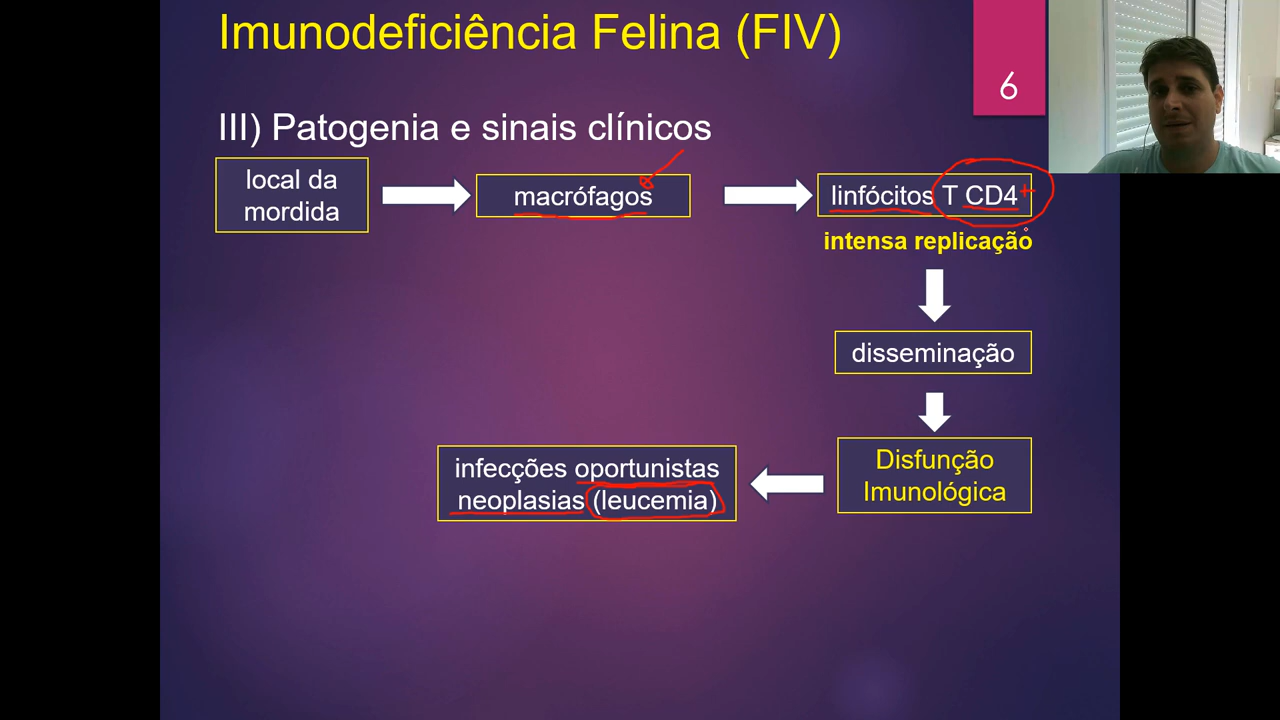 Imunodeficiência Felina (FIV)
6
III) Patogenia e sinais clínicos
local da
mordida
macrófagos
linfócitos T CD4+
intensa replicação
disseminação
Disfunção
Imunológica
infecções oportunistas
neoplasias (leucemia)